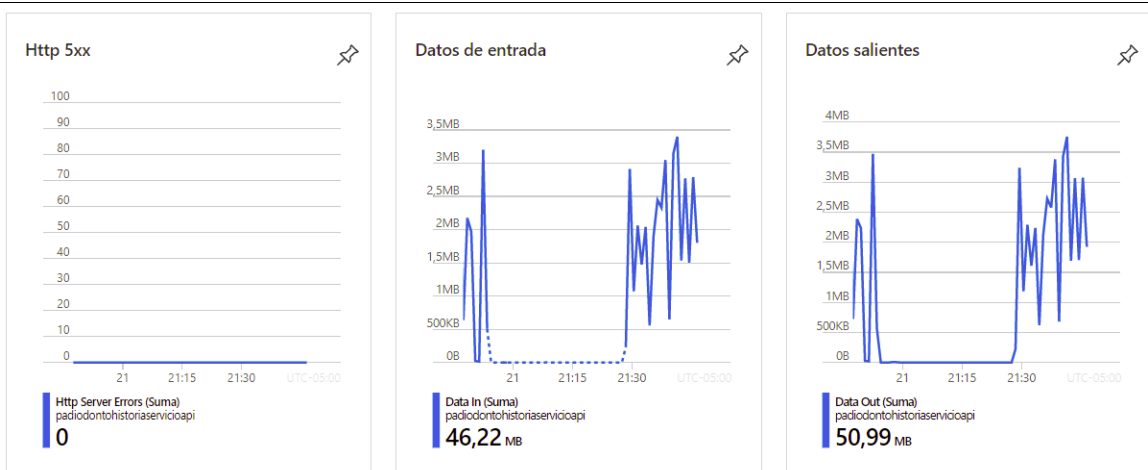 Http 5xx
100
90
80
70
60
50
40
30
20
10
0
21 21:15 21:30 UTC-05:00
Http Server Errors (Suma)
padiodontohistoriaservicioapi
0
Datos de entrada
3,5MB
3MB
2,5MB
2MB
1,5MB
1MB
500KB
0B
21 21:15 21:30 UTC-05:00
Data In (Suma)
padiodontohistoriaservicioapi
46,22 MB
Datos salientes
4MB
3,5MB
3MB
2,5MB
2MB
1,5MB
1MB
500KB
0B
21 21:15 21:30 UTC-05:00
Data Out (Suma)
padiodontohistoriaservicioapi
50,99 MB